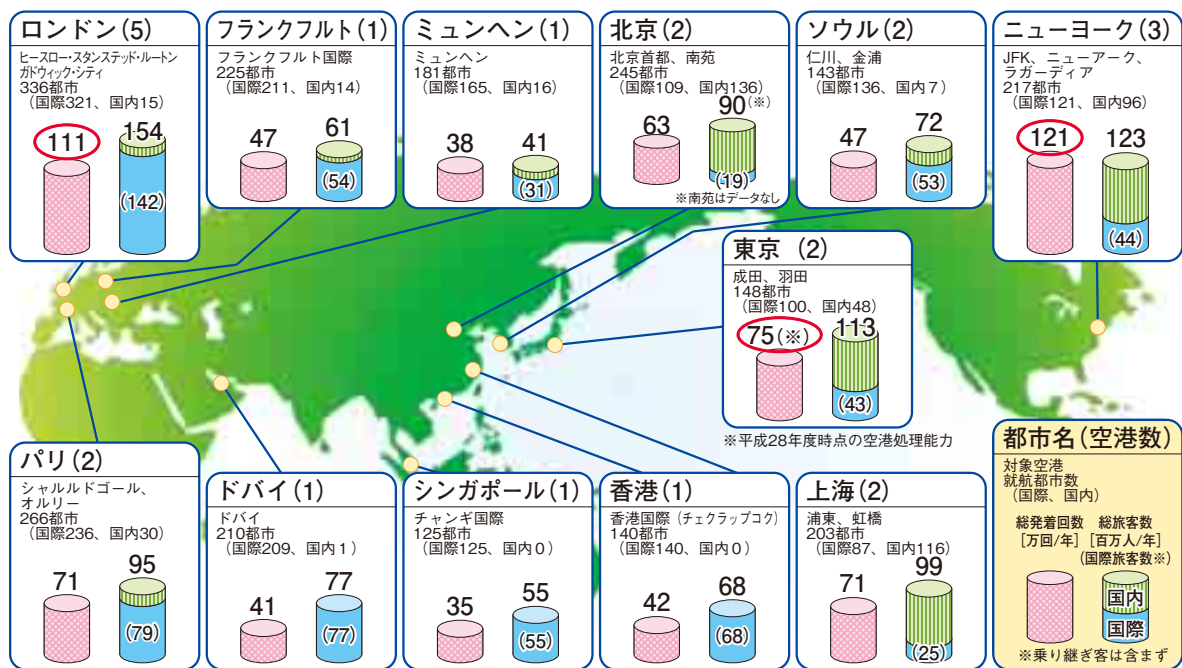 ロンドン(5)
ヒースロー・スタンステッド・ルートン
ガドウィック・シティ
336都市
(国際321、国内15)
111
154
(142)
フランクフルト(1)
フランクフルト国際
225都市
(国際211、国内14)
47
61
(54)
ミュンヘン(1)
ミュンヘン
181都市
(国際165、国内16)
38
41
(31)
北京(2)
北京首都、南苑
245都市
(国際109、国内136)
63
90(※)
(19)
※南苑はデータなし
ソウル(2)
仁川、金浦
143都市
(国際136、国内7)
47
72
(53)
ニューヨーク(3)
JFK、ニューアーク、
ラガーディア
217都市
(国際121、国内96)
121
123
(44)
東京 (2)
成田、羽田
148都市
(国際100、国内48)
75(※)
113
(43)
※平成28年度時点の空港処理能力
パリ(2)
シャルルドゴール、
オルリー
266都市
(国際236、国内30)
71
95
(79)
ドバイ(1)
ドバイ
210都市
(国際209、国内1)
41
77
(77)
シンガポール(1)
チャンギ国際
125都市
(国際125、国内0)
35
55
(55)
香港(1)
香港国際(チェクラップコク)
140都市
(国際140、国内0)
42
68
(68)
上海(2)
浦東、虹橋
203都市
(国際87、国内116)
71
99
(25)
都市名(空港数)
対象空港
就航都市数
(国際、国内)
総発着回数 総旅客数
[万回/年] [百万人/年]
(国際旅客数※)
国内
国際
※乗り継ぎ客は含まず